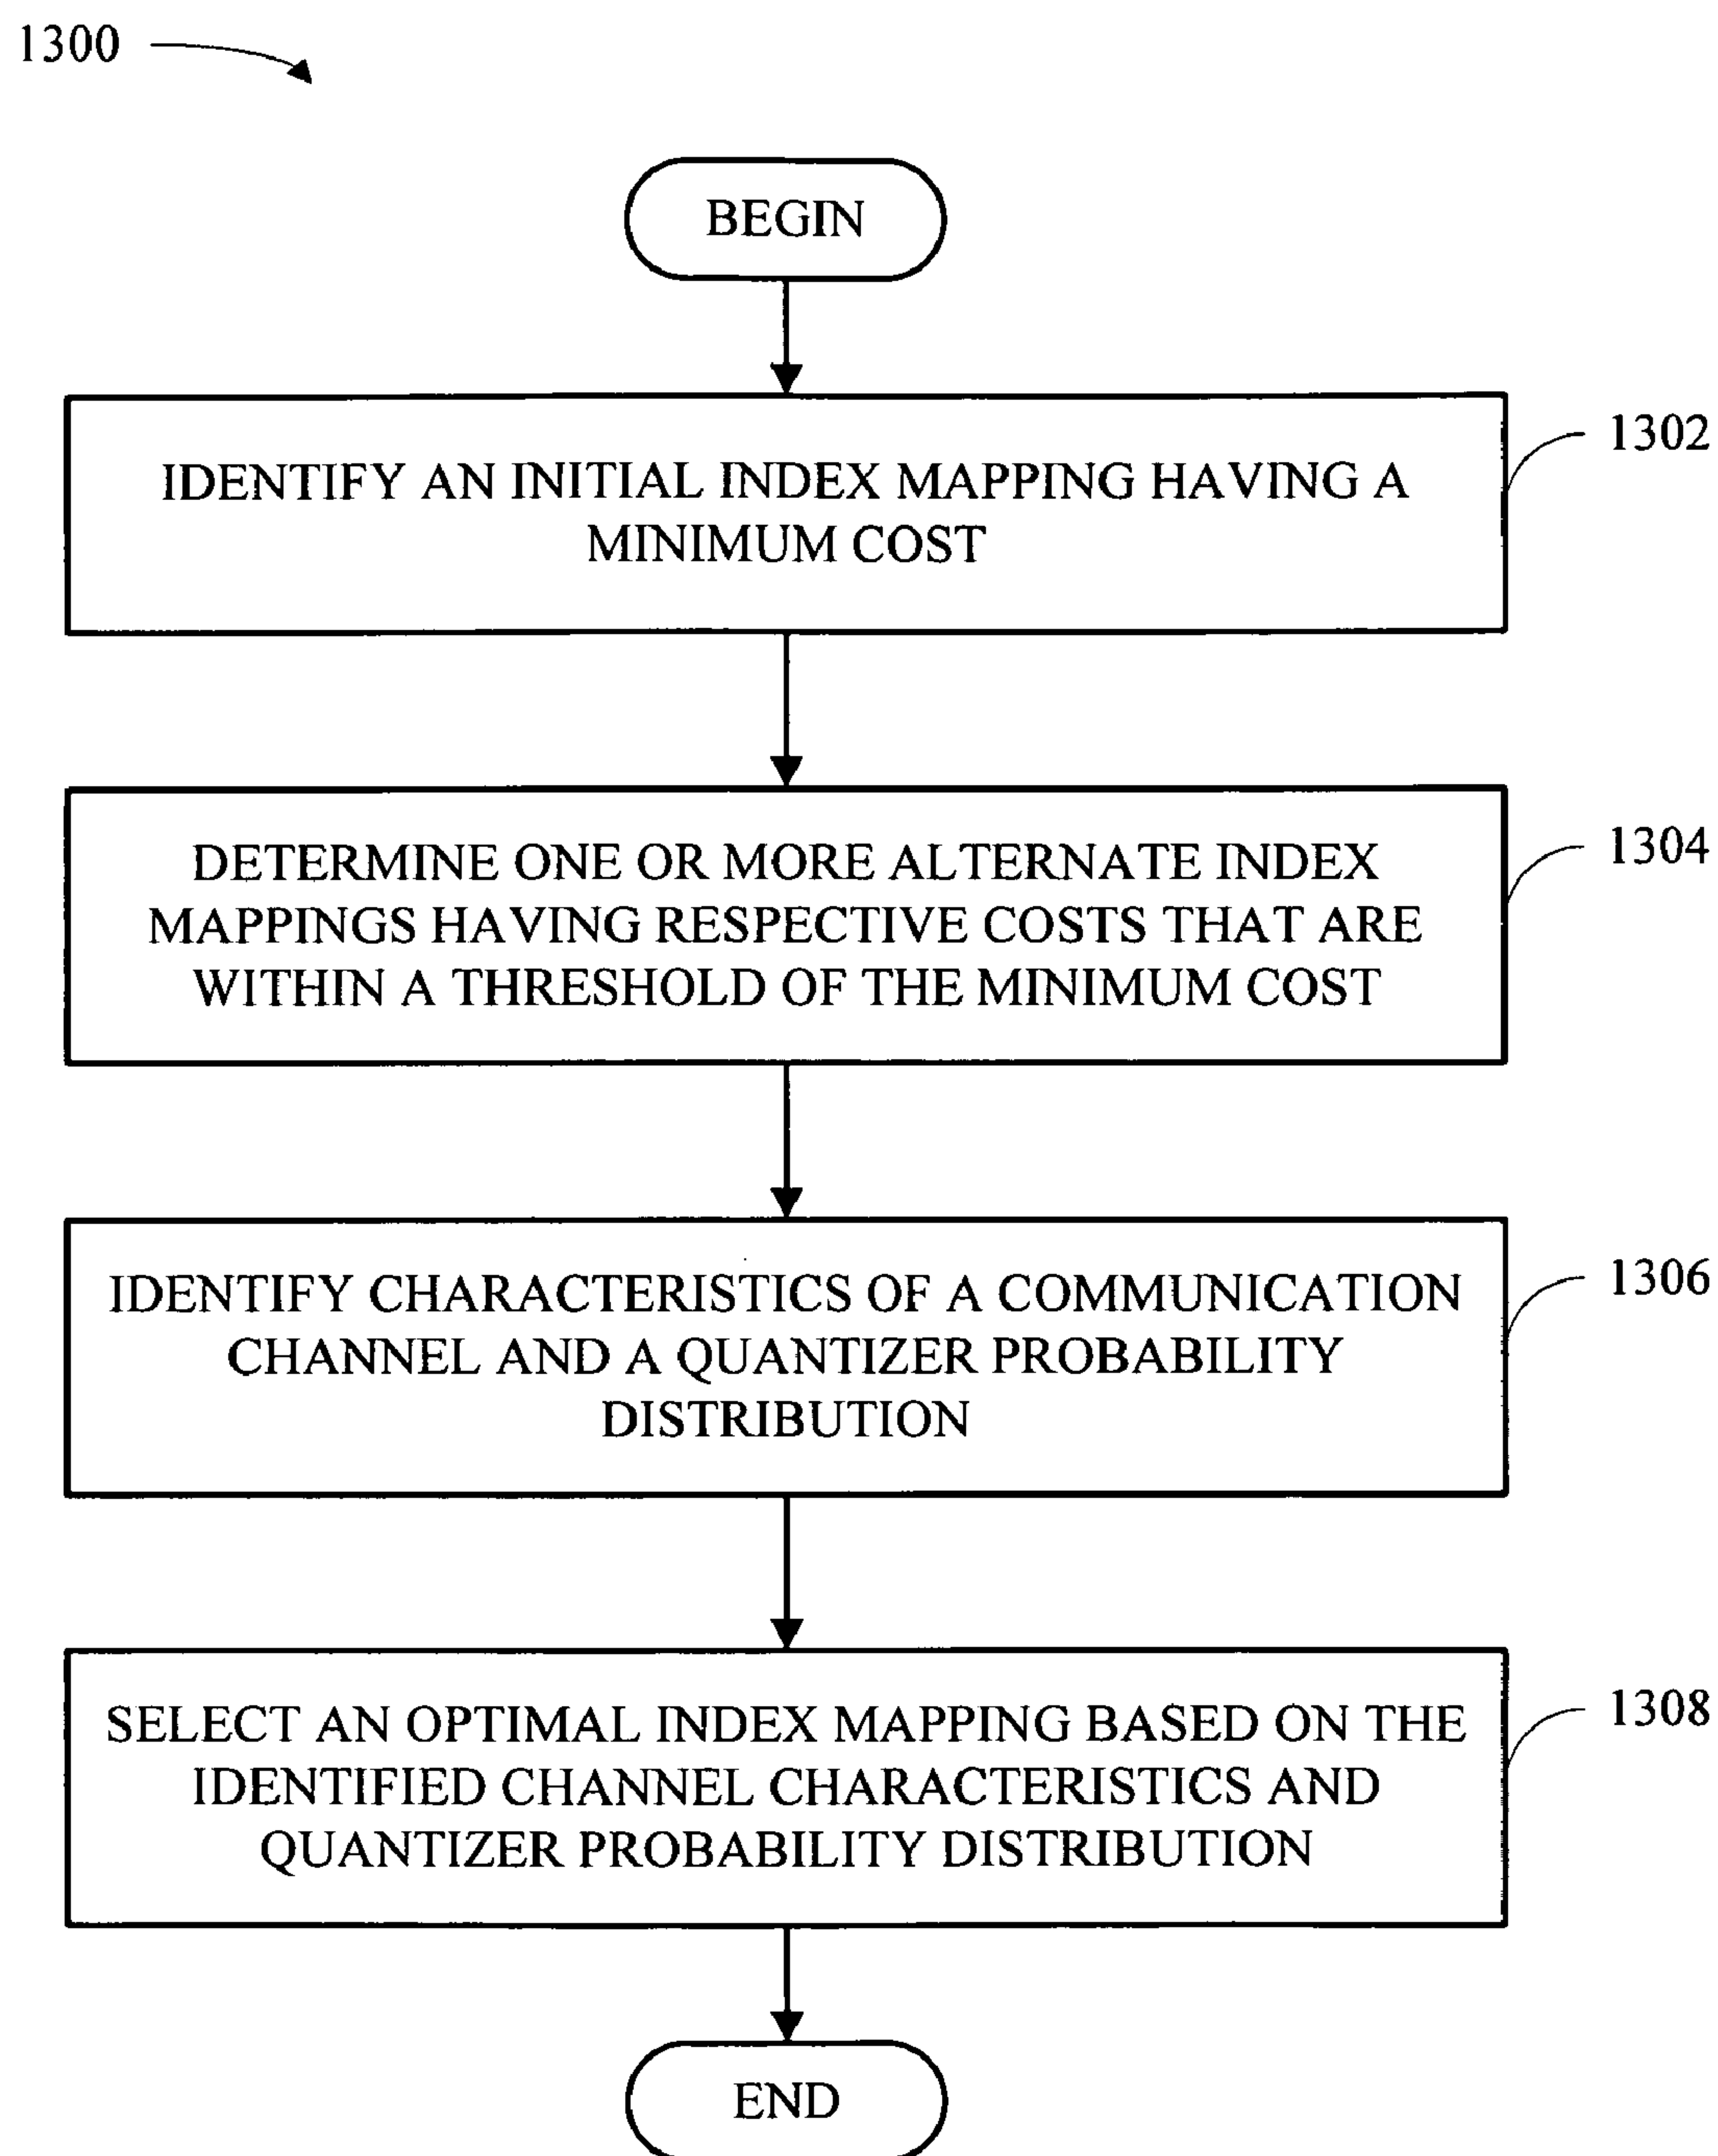 1300
BEGIN
IDENTIFY AN INITIAL INDEX MAPPING HAVING A
MINIMUM COST
1302
DETERMINE ONE OR MORE ALTERNATE INDEX
MAPPINGS HAVING RESPECTIVE COSTS THAT ARE
WITHIN A THRESHOLD OF THE MINIMUM COST
1304
IDENTIFY CHARACTERISTICS OF A COMMUNICATION
CHANNEL AND A QUANTIZER PROBABILITY
DISTRIBUTION
1306
SELECT AN OPTIMAL INDEX MAPPING BASED ON THE
IDENTIFIED CHANNEL CHARACTERISTICS AND
QUANTIZER PROBABILITY DISTRIBUTION
1308
END